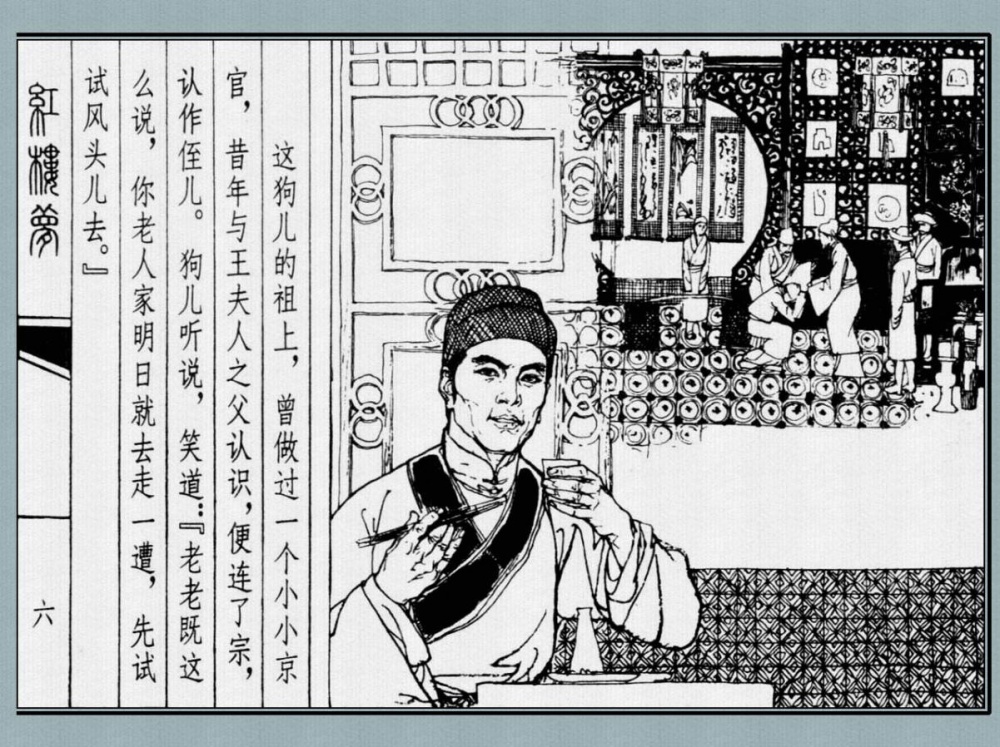 这狗儿的祖上，曾做过一个小小京
官，昔年与王夫人之父认识，便连了宗，
认作侄儿。狗儿听说，笑道：『老老既这
么说，你老人家明日就去走一遭，先试
试风头儿去。』
紅樓夢
六